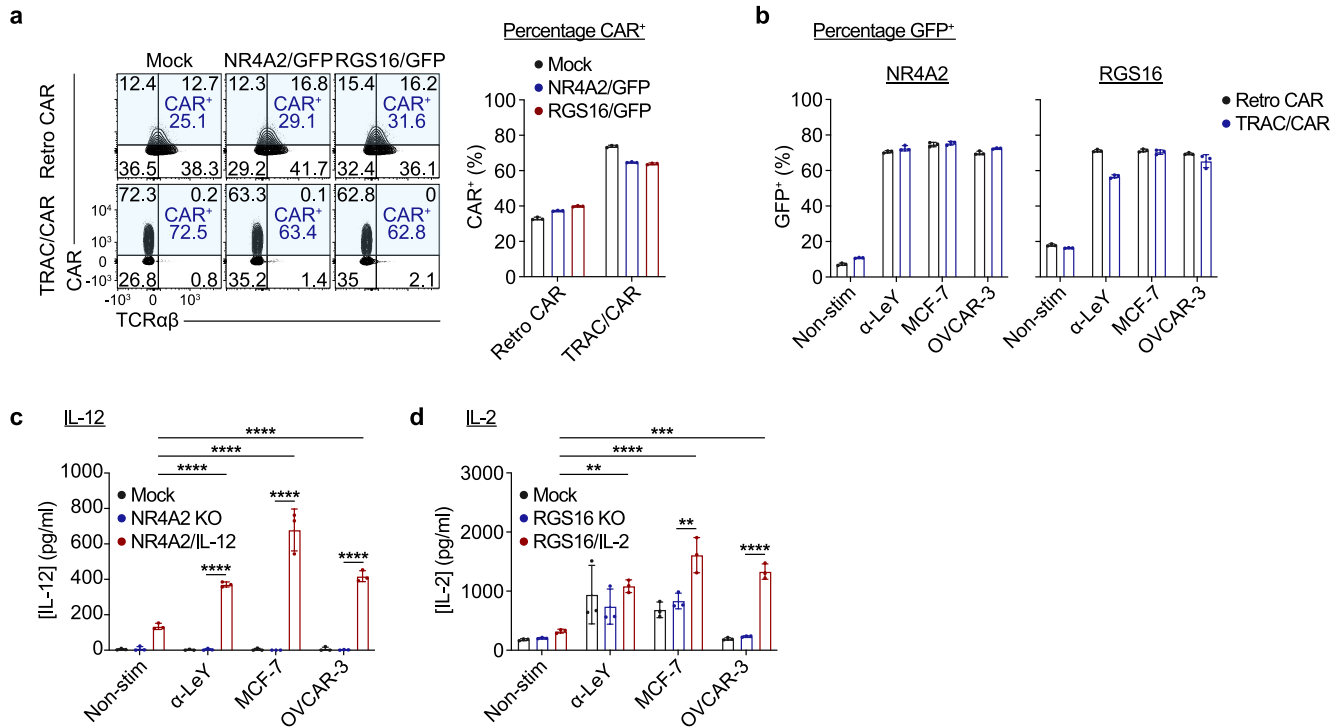 a
Mock NR4A2/GFP RGS16/GFP
Retro CAR
12.4 12.7 12.3 16.8 15.4 16.2
CAR⁺ CAR⁺ CAR⁺
25.1 29.1 31.6
36.5 38.3 29.2 41.7 32.4 36.1
TRAC/CAR
CAR
72.3 0.2 63.3 0.1 62.8 0
CAR⁺ CAR⁺ CAR⁺
72.5 63.4 62.8
26.8 0.8 35.2 1.4 35 2.1
10⁴
10³
0
-10³
-10³ 0 10³
TCRαβ
Percentage CAR⁺
Mock
NR4A2/GFP
RGS16/GFP
CAR⁺ (%)
100
80
60
40
20
0
Retro CAR
TRAC/CAR
b
Percentage GFP⁺
NR4A2
RGS16
Retro CAR
TRAC/CAR
GFP⁺ (%)
100
80
60
40
20
0
Non-stim
α-LeY
MCF-7
OVCAR-3
Non-stim
α-LeY
MCF-7
OVCAR-3
c
IL-12
****
****
****
Mock
NR4A2 KO
NR4A2/IL-12
****
****
****
[IL-12] (pg/ml)
1000
800
600
400
200
0
Non-stim
α-LeY
MCF-7
OVCAR-3
d
IL-2
***
****
**
Mock
RGS16 KO
RGS16/IL-2
**
****
[IL-2] (pg/ml)
3000
2000
1000
0
Non-stim
α-LeY
MCF-7
OVCAR-3